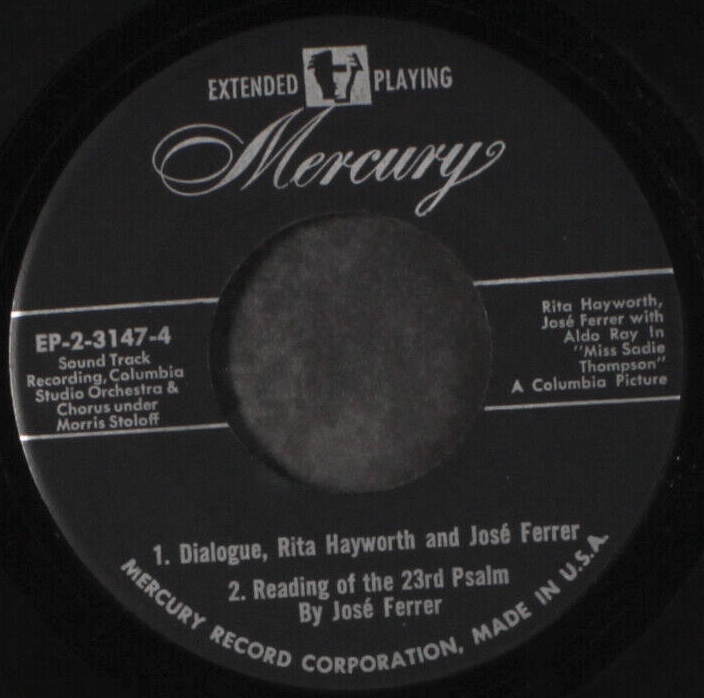 EXTENDED PLAYING
Mercury
EP-2-3147-4
Sound Track
Recording, Columbia
Studio Orchestra &
Chorus under
Morris Stoloff
Rita Hayworth,
José Ferrer with
Aldo Ray In
"Miss Sadie
Thompson"
A Columbia Picture
1. Dialogue, Rita Hayworth and José Ferrer
2. Reading of the 23rd Psalm
By José Ferrer
MERCURY RECORD CORPORATION, MADE IN U.S.A.